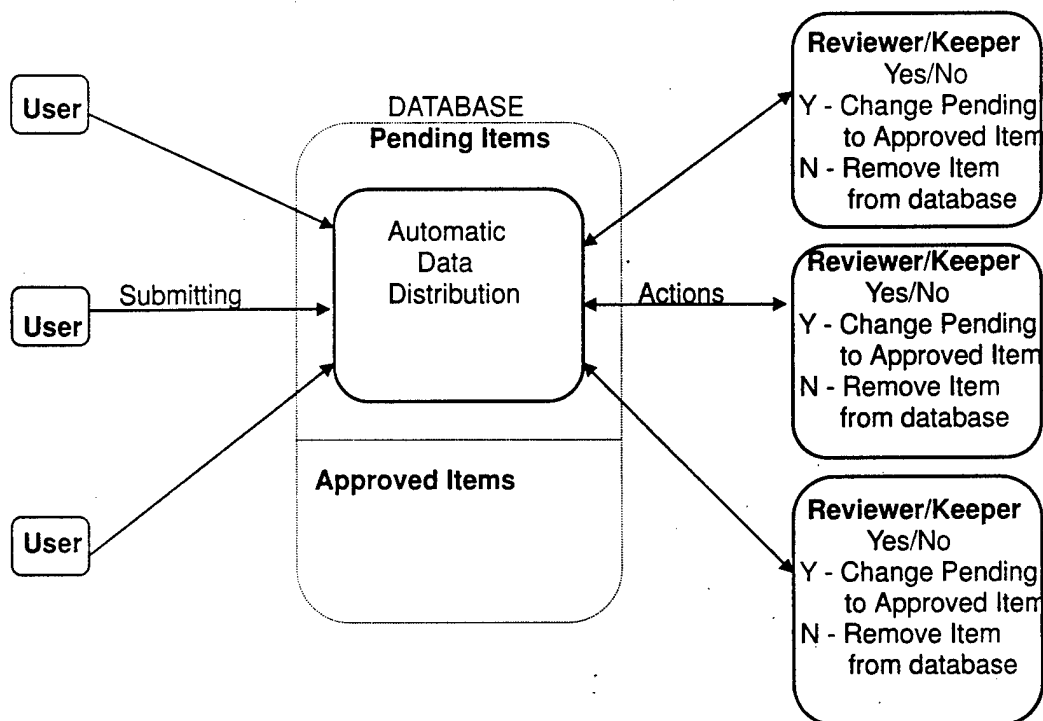 User
User
User
Submitting
DATABASE
Pending Items
Automatic
Data
Distribution
Approved Items
Actions
Reviewer/Keeper
Yes/No
Y - Change Pending
to Approved Item
N - Remove Item
from database
Reviewer/Keeper
Yes/No
Y - Change Pending
to Approved Item
N - Remove Item
from database
Reviewer/Keeper
Yes/No
Y - Change Pending
to Approved Item
N - Remove Item
from database